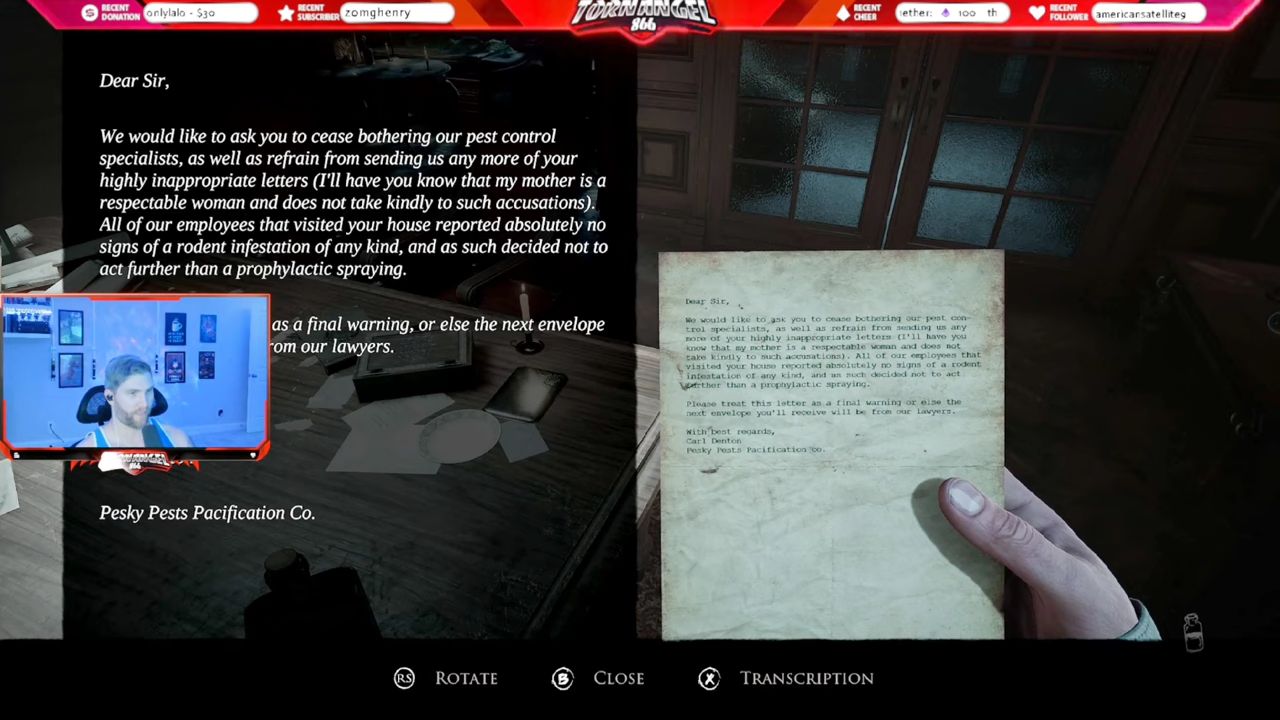 RECENT DONATION
onlylalo - $30
RECENT SUBSCRIBER
zomghenry
TORNANGEL
866
RECENT CHEER
ether: 100 th
RECENT FOLLOWER
americansatellite9
Dear Sir,
We would like to ask you to cease bothering our pest control
specialists, as well as refrain from sending us any more of your
highly inappropriate letters (I'll have you know that my mother is a
respectable woman and does not take kindly to such accusations).
All of our employees that visited your house reported absolutely no
signs of a rodent infestation of any kind, and as such decided not to
act further than a prophylactic spraying.
as a final warning, or else the next envelope
from our lawyers.
Pesky Pests Pacification Co.
Dear Sir,
We would like to ask you to cease bothering our pest con-
trol specialists, as well as refrain from sending us any
more of your highly inappropriate letters (I'll have you
know that my mother is a respectable woman and does not
take kindly to such accusations). All of our employees that
visited your house reported absolutely no signs of a rodent
infestation of any kind, and as such decided not to act
further than a prophylactic spraying.
Please treat this letter as a final warning or else the
next envelope you'll receive will be from our lawyers.
With best regards,
Carl Denton
Pesky Pests Pacification co.
TORNANGEL
866
RS ROTATE
B CLOSE
X TRANSCRIPTION